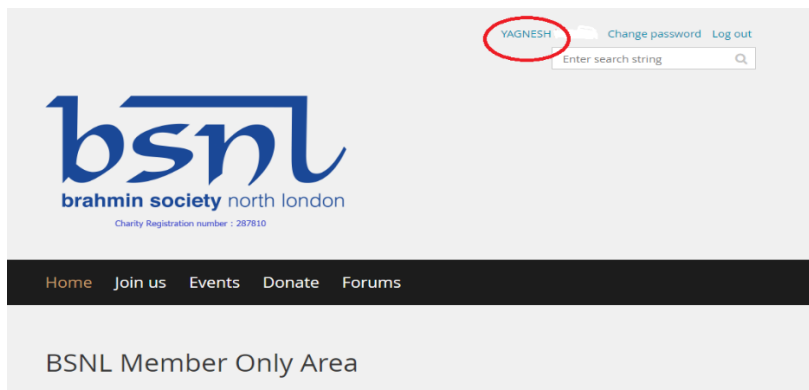 YAGNESH Change password Log out
Enter search string
bsnl
brahmin society north london
Charity Registration number : 287810
Home Join us Events Donate Forums
BSNL Member Only Area